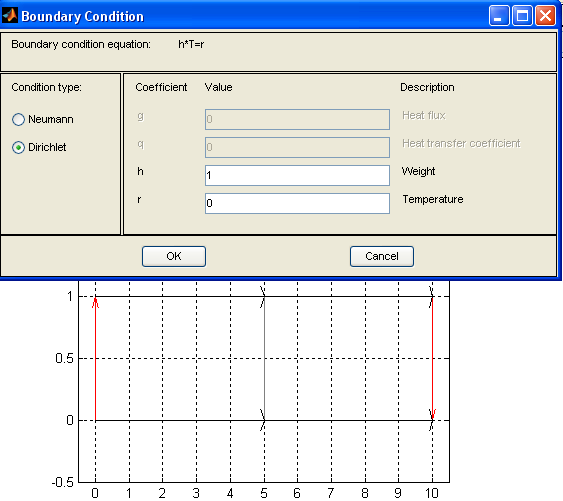 Boundary Condition
Boundary condition equation: h*T=r
Condition type: Coefficient Value Description
Neumann g 0 Heat flux
Dirichlet q 0 Heat transfer coefficient
h 1 Weight
r 0 Temperature
OK Cancel
1
0.5
0
-0.5
0 1 2 3 4 5 6 7 8 9 10